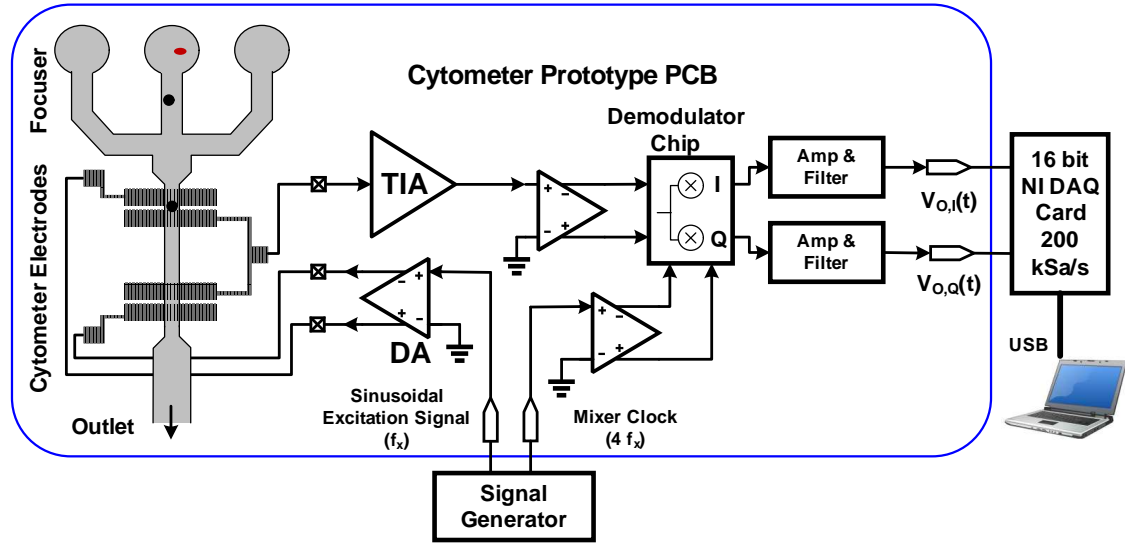 Cytometer Prototype PCB
Focuser
Cytometer Electrodes
Outlet
TIA
DA
Demodulator
Chip
I
Q
Amp &
Filter
Amp &
Filter
V_{O,I}(t)
V_{O,Q}(t)
16 bit
NI DAQ
Card
200
kSa/s
USB
Sinusoidal
Excitation Signal
(f_x)
Mixer Clock
(4 f_x)
Signal
Generator
+ -
- +
- +
+ -
+ -
- +